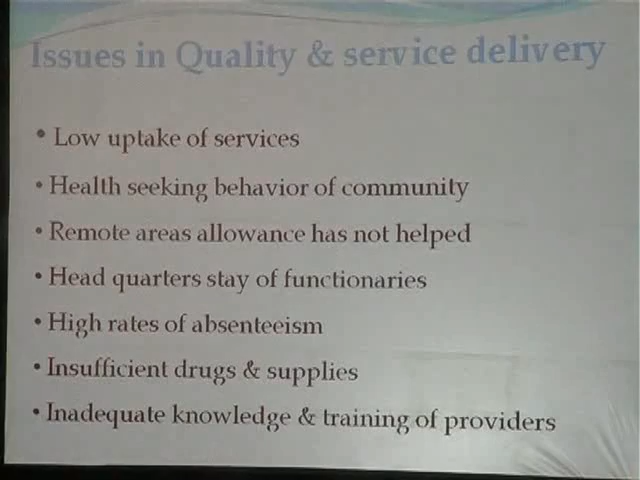 Issues in Quality & service delivery
• Low uptake of services
• Health seeking behavior of community
• Remote areas allowance has not helped
• Head quarters stay of functionaries
• High rates of absenteeism
• Insufficient drugs & supplies
• Inadequate knowledge & training of providers